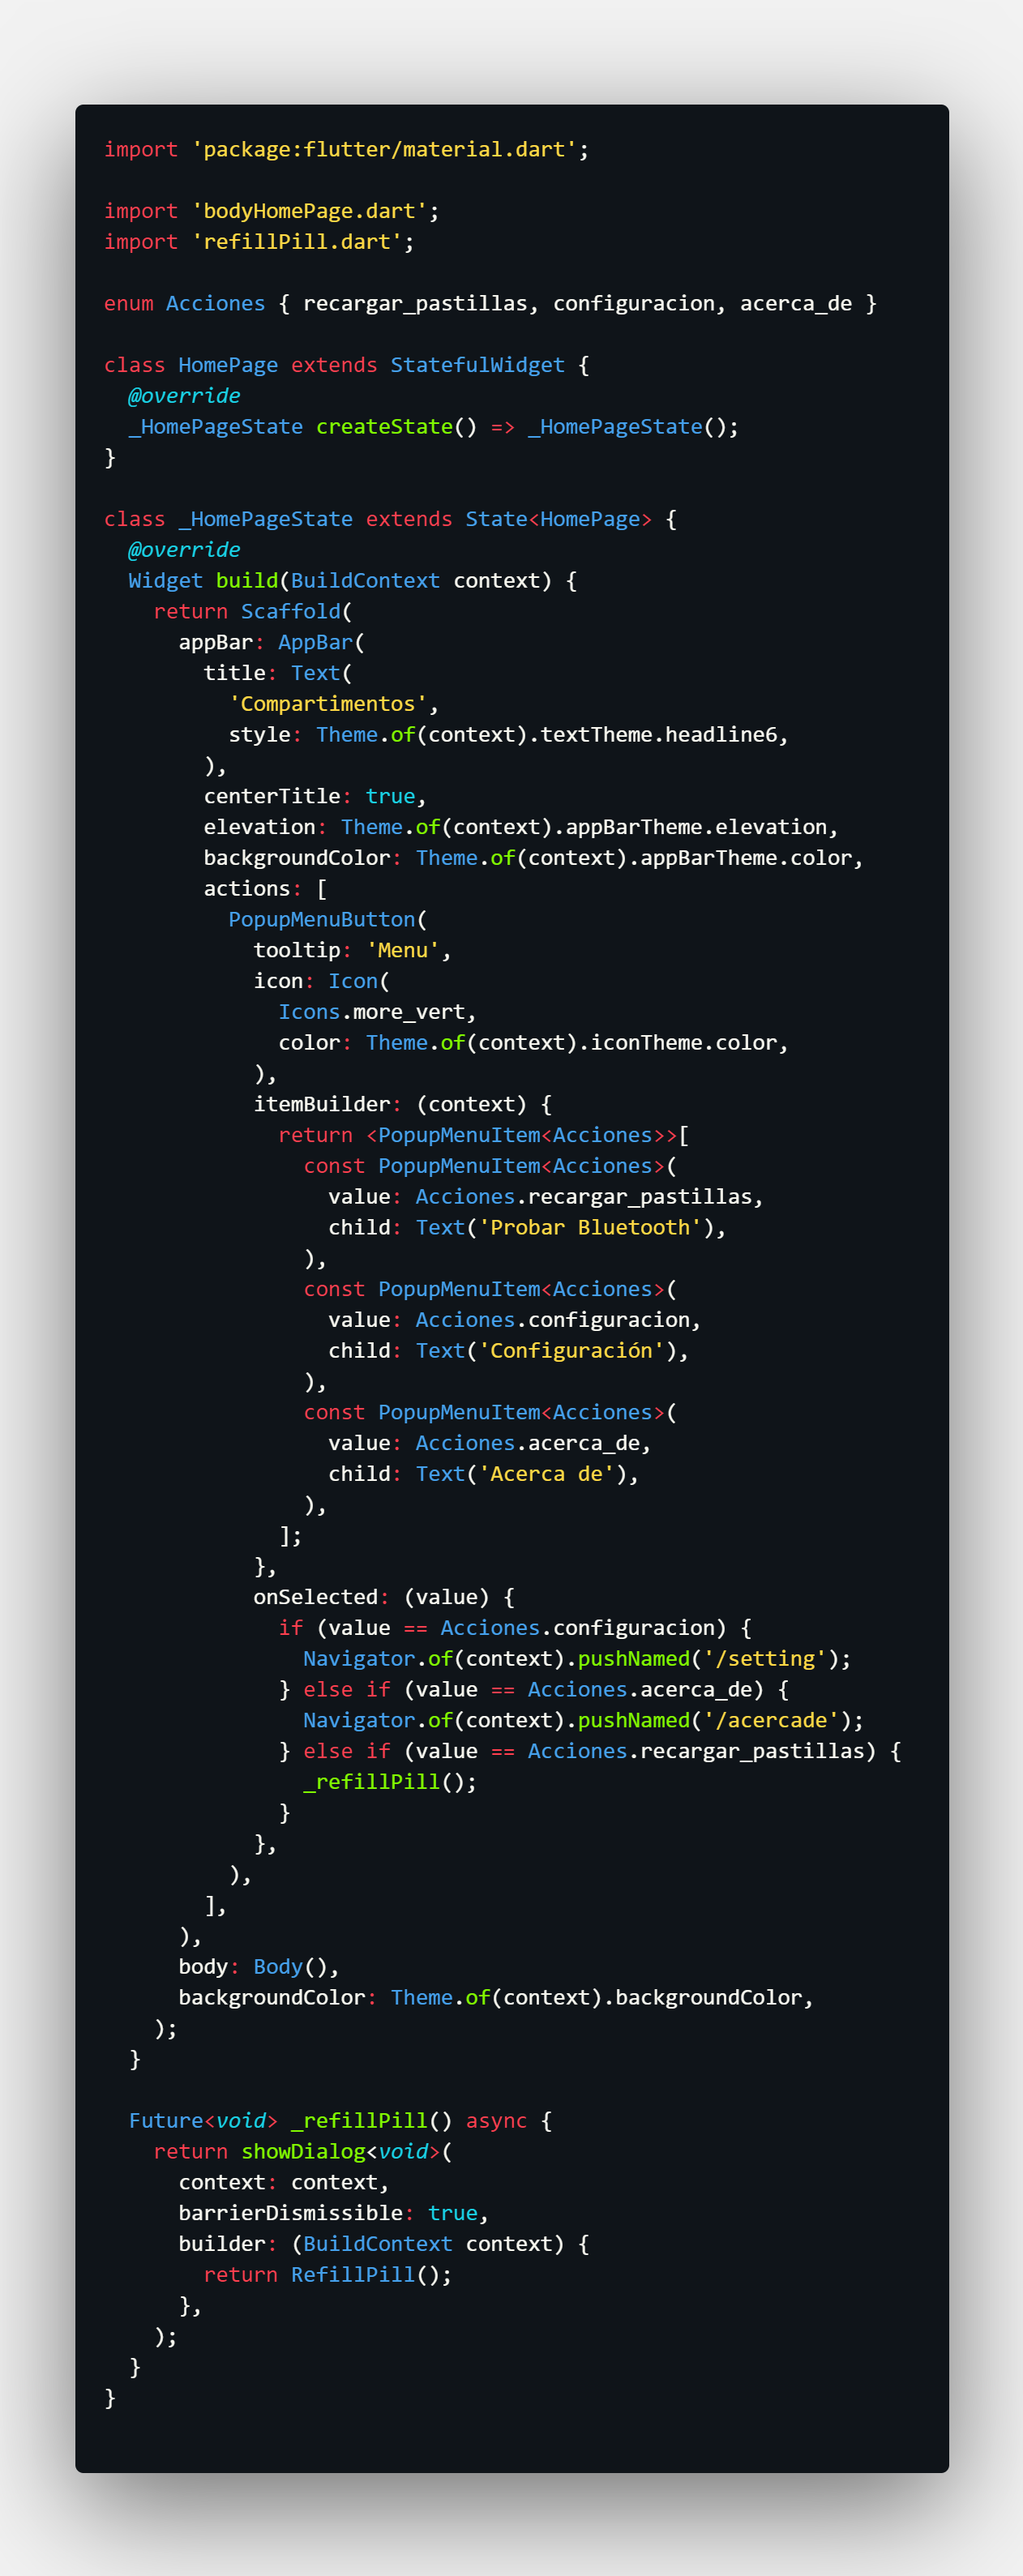 import 'package:flutter/material.dart';

import 'bodyHomePage.dart';
import 'refillPill.dart';

enum Acciones { recargar_pastillas, configuracion, acerca_de }

class HomePage extends StatefulWidget {
  @override
  _HomePageState createState() => _HomePageState();
}

class _HomePageState extends State<HomePage> {
  @override
  Widget build(BuildContext context) {
    return Scaffold(
      appBar: AppBar(
        title: Text(
          'Compartimentos',
          style: Theme.of(context).textTheme.headline6,
        ),
        centerTitle: true,
        elevation: Theme.of(context).appBarTheme.elevation,
        backgroundColor: Theme.of(context).appBarTheme.color,
        actions: [
          PopupMenuButton(
            tooltip: 'Menu',
            icon: Icon(
              Icons.more_vert,
              color: Theme.of(context).iconTheme.color,
            ),
            itemBuilder: (context) {
              return <PopupMenuItem<Acciones>>[
                const PopupMenuItem<Acciones>(
                  value: Acciones.recargar_pastillas,
                  child: Text('Probar Bluetooth'),
                ),
                const PopupMenuItem<Acciones>(
                  value: Acciones.configuracion,
                  child: Text('Configuración'),
                ),
                const PopupMenuItem<Acciones>(
                  value: Acciones.acerca_de,
                  child: Text('Acerca de'),
                ),
              ];
            },
            onSelected: (value) {
              if (value == Acciones.configuracion) {
                Navigator.of(context).pushNamed('/setting');
              } else if (value == Acciones.acerca_de) {
                Navigator.of(context).pushNamed('/acercade');
              } else if (value == Acciones.recargar_pastillas) {
                _refillPill();
              }
            },
          ),
        ],
      ),
      body: Body(),
      backgroundColor: Theme.of(context).backgroundColor,
    );
  }

  Future<void> _refillPill() async {
    return showDialog<void>(
      context: context,
      barrierDismissible: true,
      builder: (BuildContext context) {
        return RefillPill();
      },
    );
  }
}